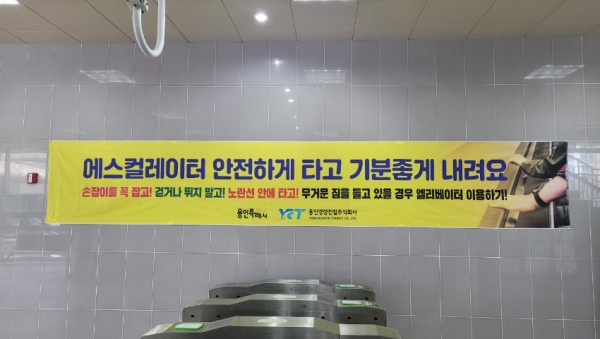 에스컬레이터 안전하게 타고 기분좋게 내려요
손잡이를 꼭 잡고! 걷거나 뛰지 말고! 노란선 안에 타고! 무거운 짐을 들고 있을 경우 엘리베이터 이용하기!
용인특례시 YRT 용인경량전철주식회사